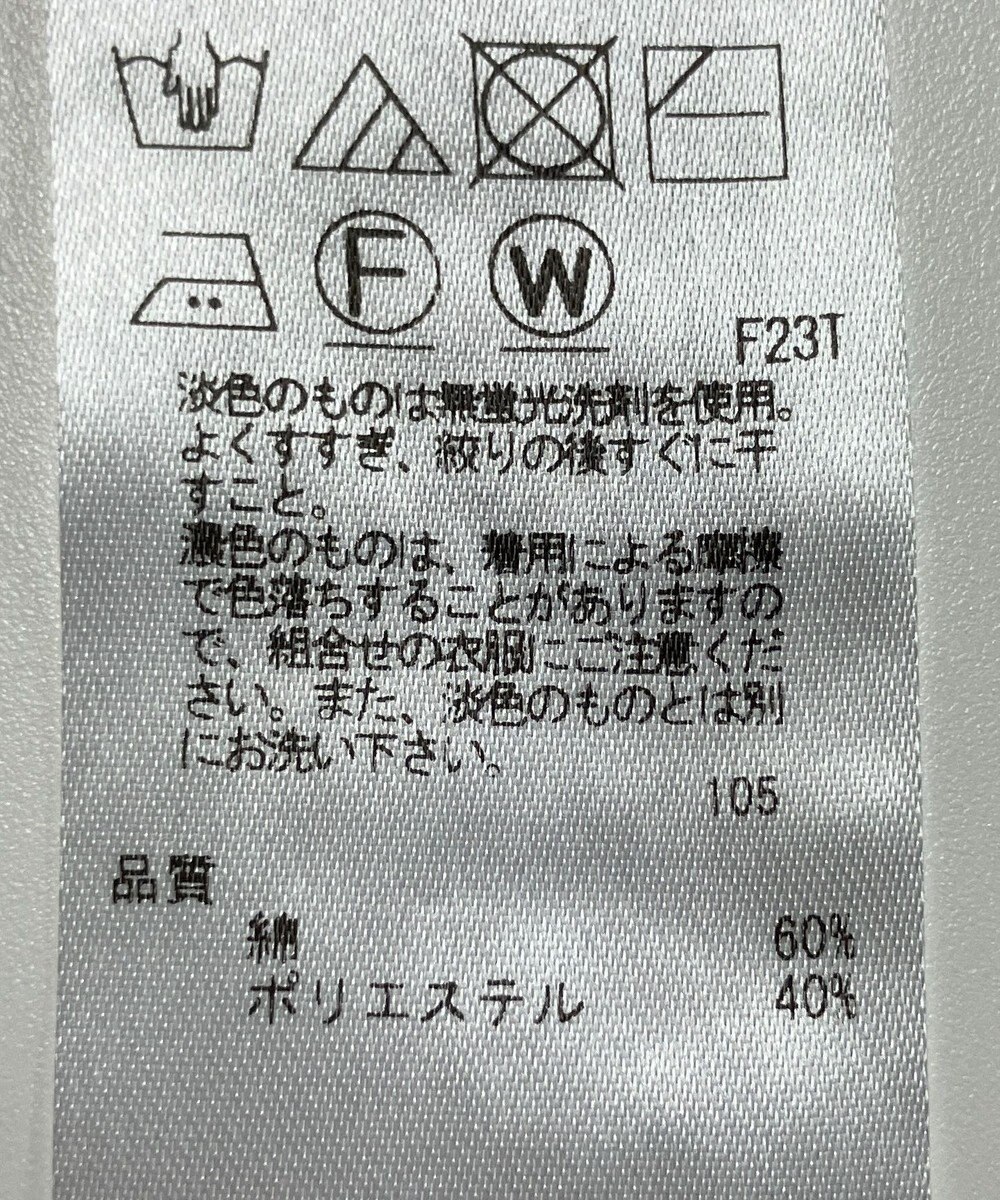 F W
F23T
淡色のものは無蛍光洗剤を使用。
よくすすぎ、絞りの後すぐに干
すこと。
濃色のものは、着用による摩擦
で色落ちすることがありますの
で、組合せの衣服にご注意くだ
さい。また、淡色のものとは別
にお洗い下さい。
105
品質
綿 60%
ポリエステル 40%